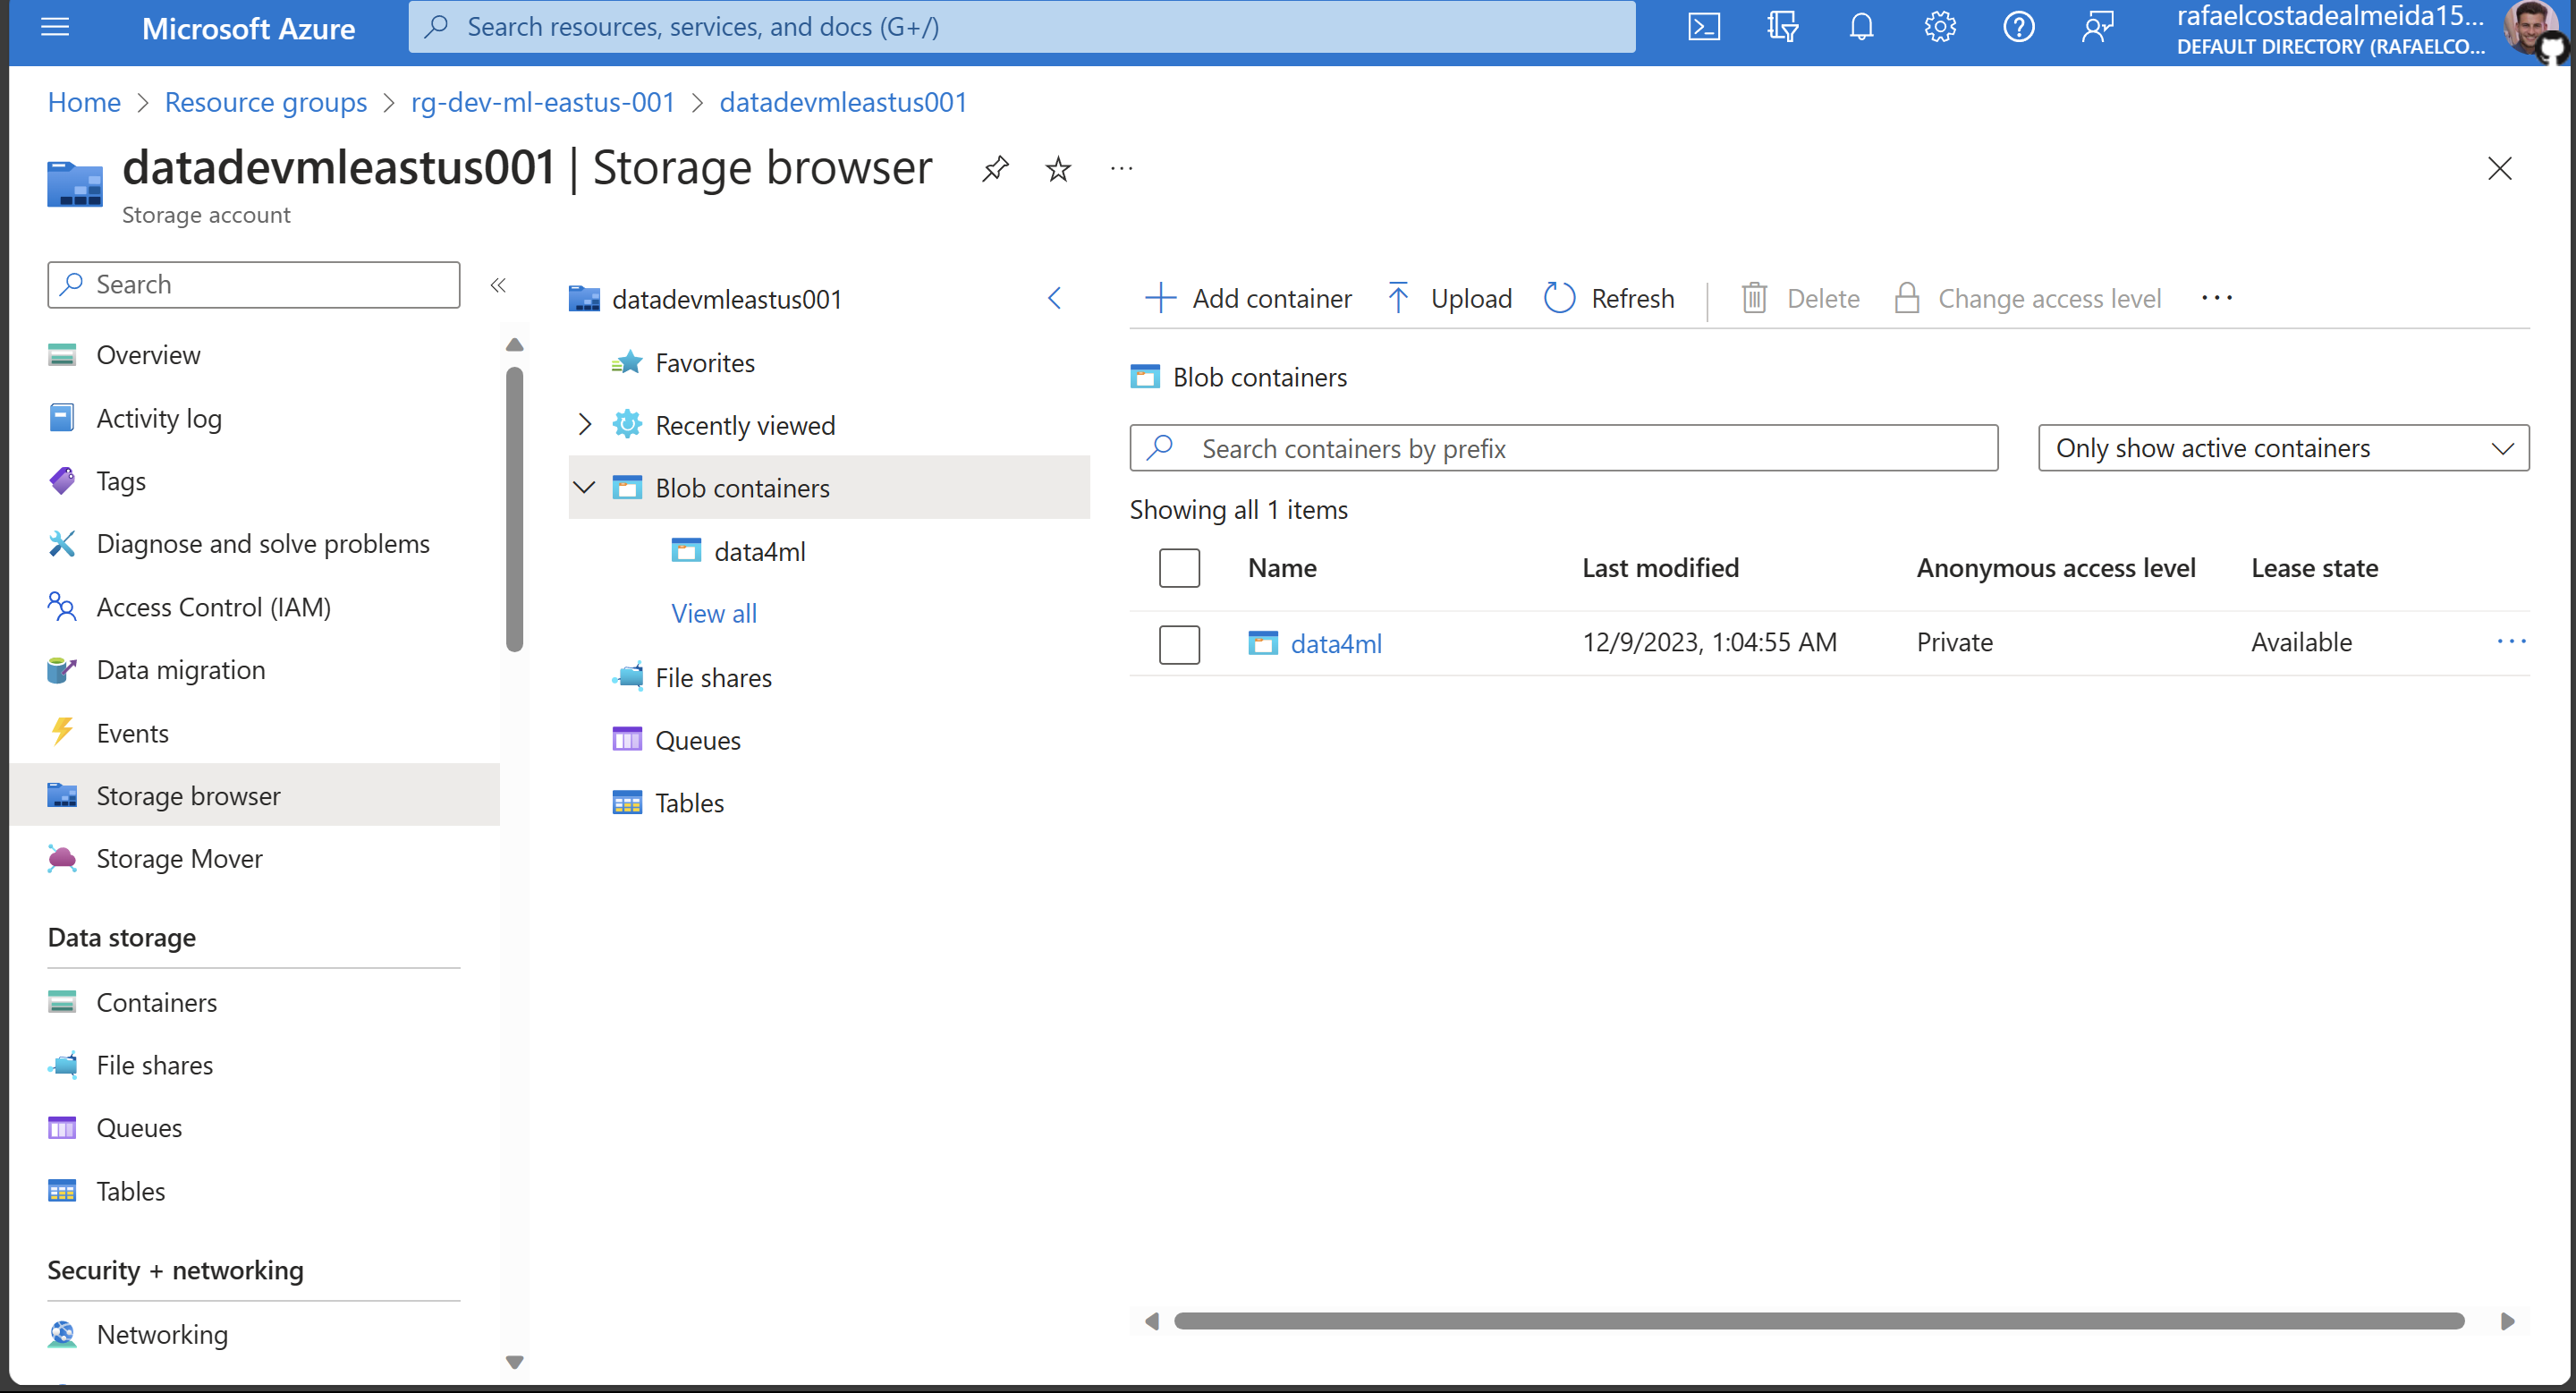 Microsoft Azure
Search resources, services, and docs (G+/)
rafaelcostadealmeida15...
DEFAULT DIRECTORY (RAFAELCO...
Home > Resource groups > rg-dev-ml-eastus-001 > datadevmleastus001
datadevmleastus001 | Storage browser
Storage account
Search
Overview
Activity log
Tags
Diagnose and solve problems
Access Control (IAM)
Data migration
Events
Storage browser
Storage Mover
Data storage
Containers
File shares
Queues
Tables
Security + networking
Networking
datadevmleastus001
Favorites
Recently viewed
Blob containers
data4ml
View all
File shares
Queues
Tables
Add container Upload Refresh Delete Change access level
Blob containers
Search containers by prefix Only show active containers
Showing all 1 items
Name Last modified Anonymous access level Lease state
data4ml 12/9/2023, 1:04:55 AM Private Available